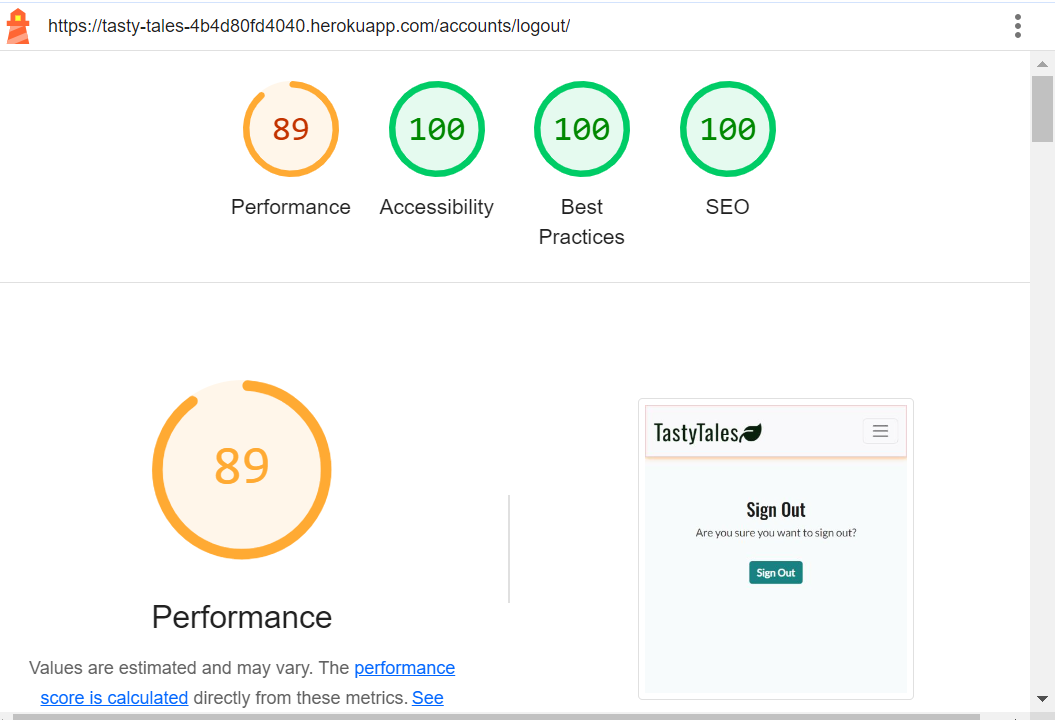 https://tasty-tales-4b4d80fd4040.herokuapp.com/accounts/logout/
89
100
100
100
Performance
Accessibility
Best
Practices
SEO
89
Performance
Values are estimated and may vary. The performance
score is calculated directly from these metrics. See
TastyTales
Sign Out
Are you sure you want to sign out?
Sign Out